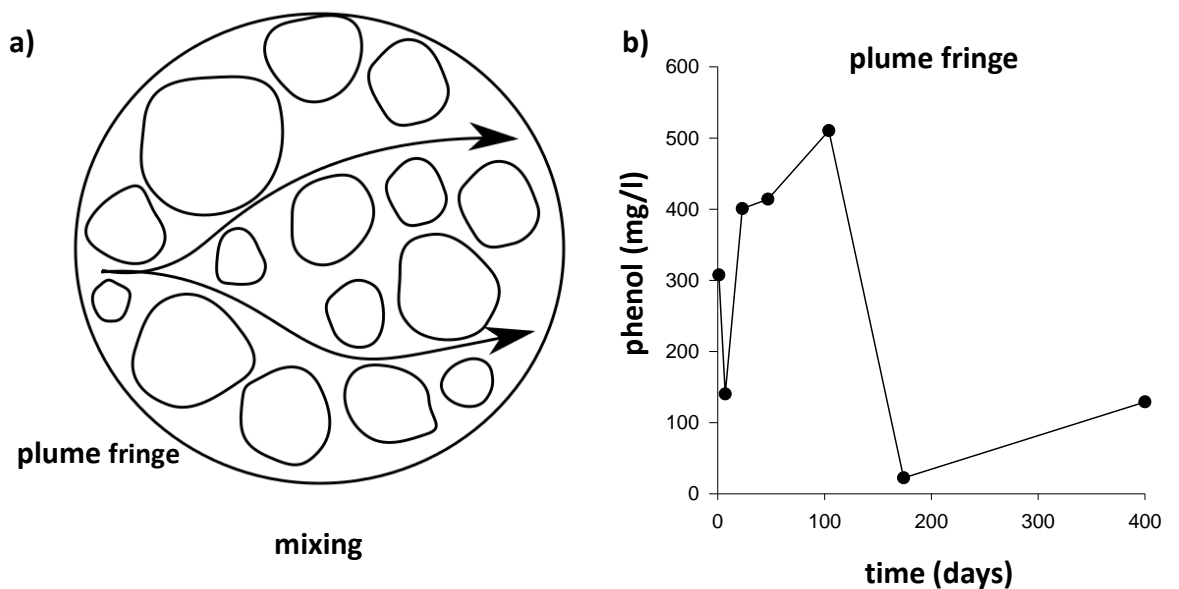 a)
plume fringe
mixing
b)
plume fringe
600
500
400
300
200
100
0
phenol (mg/l)
0 100 200 300 400
time (days)